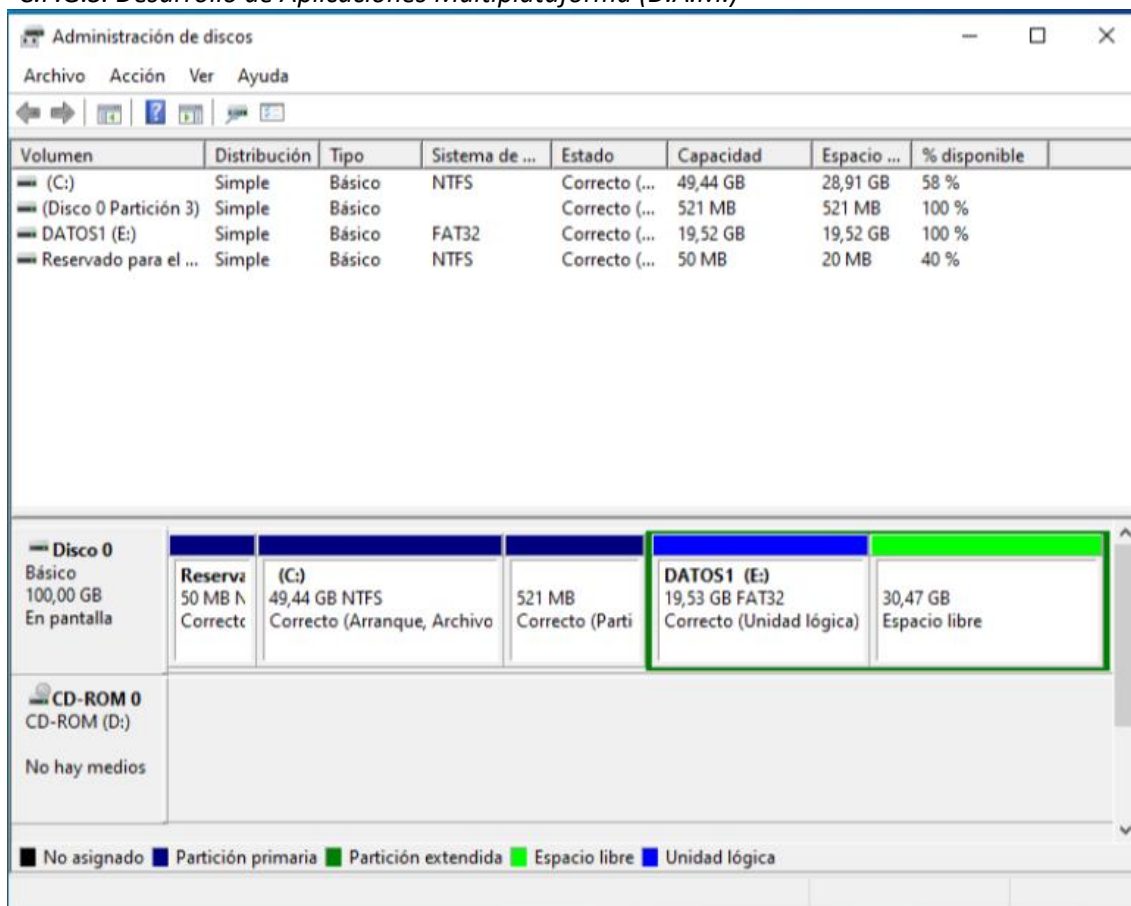 C.F.G.S. Desarrollo de Aplicaciones Multiplataforma (D.A.M.)
Administración de discos
Archivo Acción Ver Ayuda
Volumen Distribución Tipo Sistema de ... Estado Capacidad Espacio ... % disponible
(C:) Simple Básico NTFS Correcto (... 49,44 GB 28,91 GB 58 %
(Disco 0 Partición 3) Simple Básico Correcto (... 521 MB 521 MB 100 %
DATOS1 (E:) Simple Básico FAT32 Correcto (... 19,52 GB 19,52 GB 100 %
Reservado para el ... Simple Básico NTFS Correcto (... 50 MB 20 MB 40 %
Disco 0
Básico
100,00 GB
En pantalla
Reserva
50 MB N
Correctc
(C:)
49,44 GB NTFS
Correcto (Arranque, Archivo
521 MB
Correcto (Parti
DATOS1 (E:)
19,53 GB FAT32
Correcto (Unidad lógica)
30,47 GB
Espacio libre
CD-ROM 0
CD-ROM (D:)
No hay medios
No asignado Partición primaria Partición extendida Espacio libre Unidad lógica